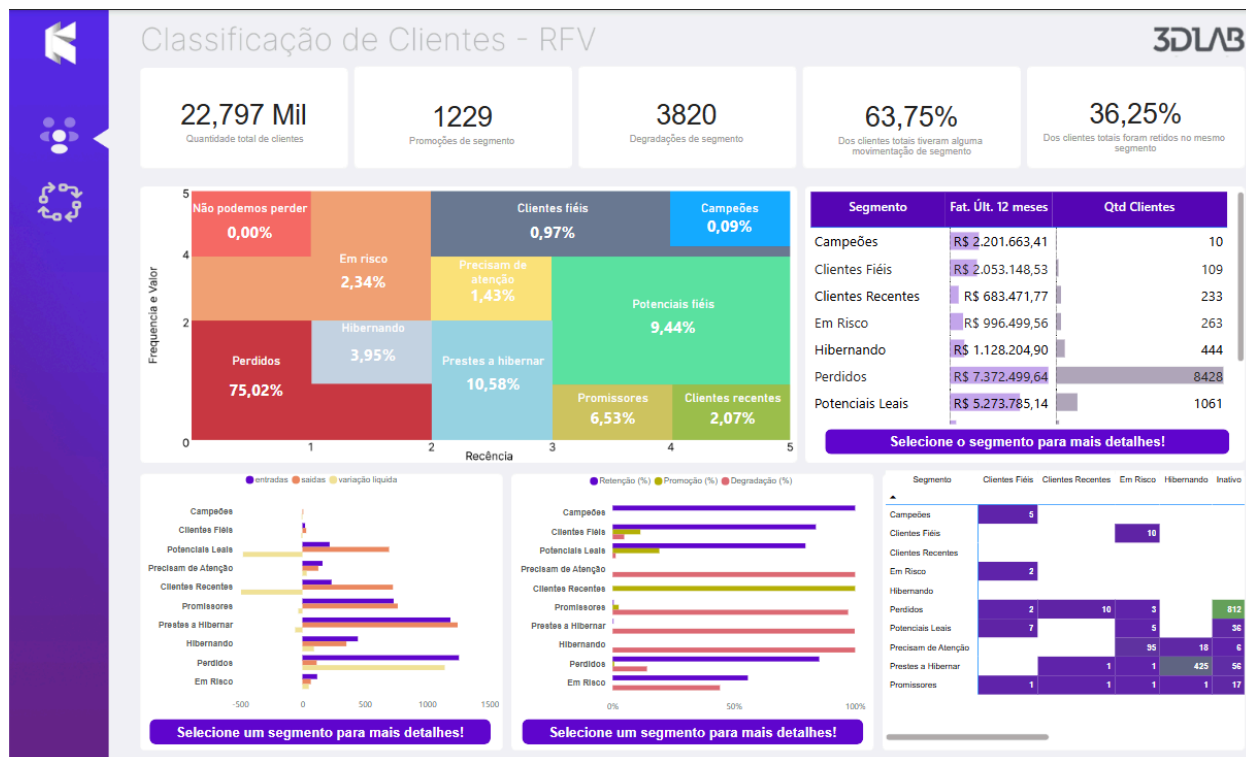 Classificação de Clientes - RFV
3DLAB
22,797 Mil
Quantidade total de clientes
1229
Promoções de segmento
3820
Degradações de segmento
63,75%
Dos clientes totais tiveram alguma
movimentação de segmento
36,25%
Dos clientes totais foram retidos no mesmo
segmento
Frequencia e Valor
5
4
2
0
Não podemos perder
0,00%
Clientes fiéis
0,97%
Campeões
0,09%
Em risco
2,34%
Precisam de
atenção
1,43%
Potenciais fiéis
9,44%
Hibernando
3,95%
Perdidos
75,02%
Prestes a hibernar
10,58%
Promissores
6,53%
Clientes recentes
2,07%
1 2 3 4 5
Recência
Segmento Fat. Últ. 12 meses Qtd Clientes
Campeões R$ 2.201.663,41 10
Clientes Fiéis R$ 2.053.148,53 109
Clientes Recentes R$ 683.471,77 233
Em Risco R$ 996.499,56 263
Hibernando R$ 1.128.204,90 444
Perdidos R$ 7.372.499,64 8428
Potenciais Leais R$ 5.273.785,14 1061
Selecione o segmento para mais detalhes!
entradas saidas variação liquida
Campeões
Clientes Fiéis
Potenciais Leais
Precisam de Atenção
Clientes Recentes
Promissores
Prestes a Hibernar
Hibernando
Perdidos
Em Risco
-500 0 500 1000 1500
Selecione um segmento para mais detalhes!
Retenção (%) Promoção (%) Degradação (%)
Campeões
Clientes Fiéis
Potenciais Leais
Precisam de Atenção
Clientes Recentes
Promissores
Prestes a Hibernar
Hibernando
Perdidos
Em Risco
0% 50% 100%
Selecione um segmento para mais detalhes!
Segmento Clientes Fiéis Clientes Recentes Em Risco Hibernando Inativo
Campeões 5
Clientes Fiéis 10
Clientes Recentes
Em Risco 2
Hibernando
Perdidos 2 10 3 812
Potenciais Leais 7 5 36
Precisam de Atenção 95 18 6
Prestes a Hibernar 1 1 425 56
Promissores 1 1 1 1 17